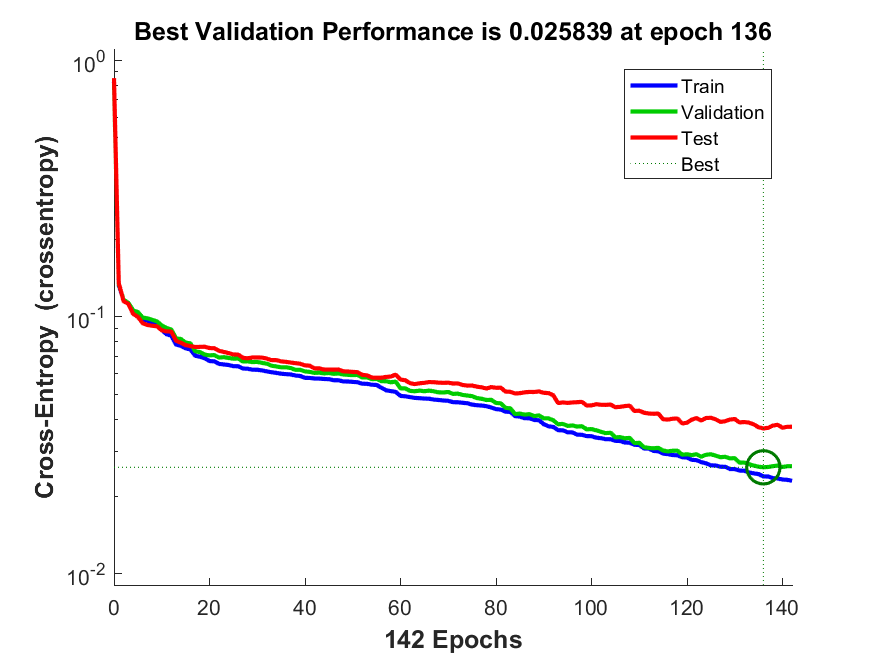 Best Validation Performance is 0.025839 at epoch 136
Cross-Entropy (crossentropy)
10^0
10^-1
10^-2
Train
Validation
Test
Best
0 20 40 60 80 100 120 140
142 Epochs